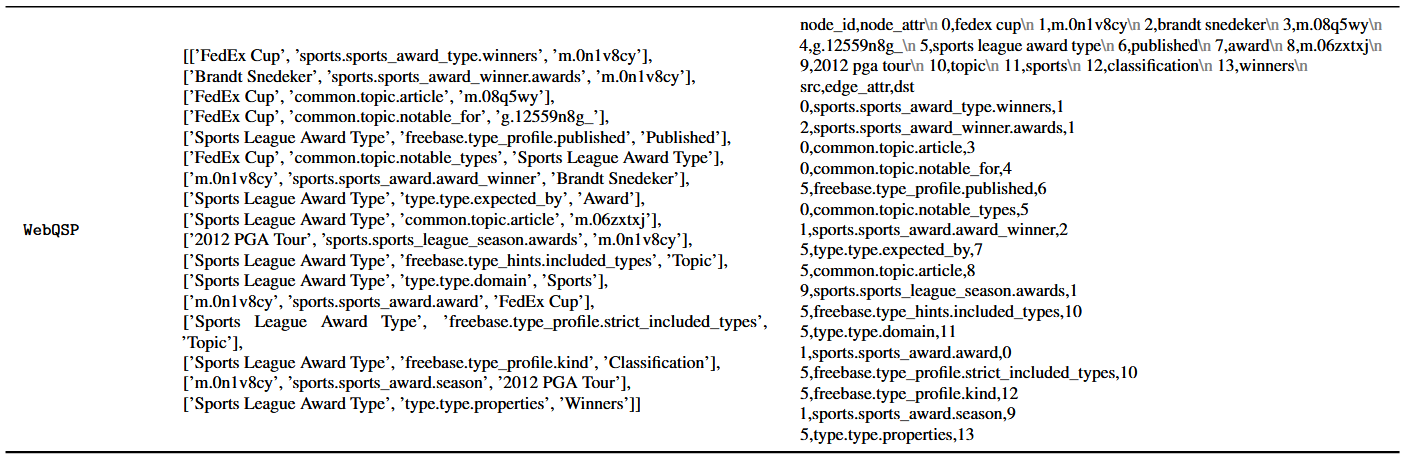 WebQSP
[['FedEx Cup', 'sports.sports_award_type.winners', 'm.0n1v8cy'],
['Brandt Snedeker', 'sports.sports_award_winner.awards', 'm.0n1v8cy'],
['FedEx Cup', 'common.topic.article', 'm.08q5wy'],
['FedEx Cup', 'common.topic.notable_for', 'g.12559n8g_'],
['Sports League Award Type', 'freebase.type_profile.published', 'Published'],
['FedEx Cup', 'common.topic.notable_types', 'Sports League Award Type'],
['m.0n1v8cy', 'sports.sports_award.award_winner', 'Brandt Snedeker'],
['Sports League Award Type', 'type.type.expected_by', 'Award'],
['Sports League Award Type', 'common.topic.article', 'm.06zxtxj'],
['2012 PGA Tour', 'sports.sports_league_season.awards', 'm.0n1v8cy'],
['Sports League Award Type', 'freebase.type_hints.included_types', 'Topic'],
['Sports League Award Type', 'type.type.domain', 'Sports'],
['m.0n1v8cy', 'sports.sports_award.award', 'FedEx Cup'],
['Sports League Award Type', 'freebase.type_profile.strict_included_types',
'Topic'],
['Sports League Award Type', 'freebase.type_profile.kind', 'Classification'],
['m.0n1v8cy', 'sports.sports_award.season', '2012 PGA Tour'],
['Sports League Award Type', 'type.type.properties', 'Winners']]
node_id,node_attr\n 0,fedex cup\n 1,m.0n1v8cy\n 2,brandt snedeker\n 3,m.08q5wy\n
4,g.12559n8g_\n 5,sports league award type\n 6,published\n 7,award\n 8,m.06zxtxj\n
9,2012 pga tour\n 10,topic\n 11,sports\n 12,classification\n 13,winners\n
src,edge_attr,dst
0,sports.sports_award_type.winners,1
2,sports.sports_award_winner.awards,1
0,common.topic.article,3
0,common.topic.notable_for,4
5,freebase.type_profile.published,6
0,common.topic.notable_types,5
1,sports.sports_award.award_winner,2
5,type.type.expected_by,7
5,common.topic.article,8
9,sports.sports_league_season.awards,1
5,freebase.type_hints.included_types,10
5,type.type.domain,11
1,sports.sports_award.award,0
5,freebase.type_profile.strict_included_types,10
5,freebase.type_profile.kind,12
1,sports.sports_award.season,9
5,type.type.properties,13